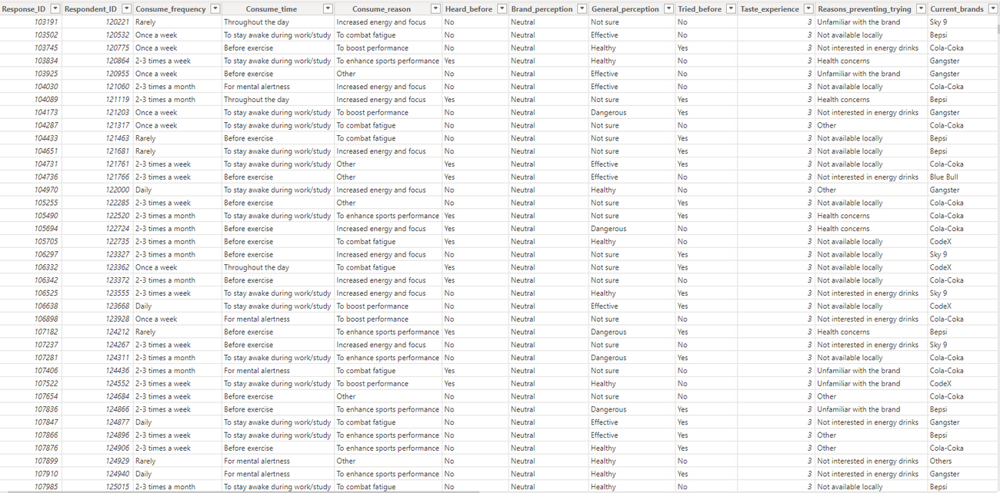 Response_ID Respondent_ID Consume_frequency Consume_time Consume_reason Heard_before Brand_perception General_perception Tried_before Taste_experience Reasons_preventing_trying Current_brands
103191 120221 Rarely Throughout the day Increased energy and focus No Neutral Not sure No 3 Unfamiliar with the brand Sky 9
103502 120532 Once a week To stay awake during work/study To combat fatigue No Neutral Effective No 3 Not available locally Bepsi
103745 120775 Once a week Before exercise To boost performance No Neutral Healthy Yes 3 Not interested in energy drinks Cola-Coka
103834 120864 2-3 times a week To stay awake during work/study To enhance sports performance Yes Neutral Healthy No 3 Health concerns Gangster
103925 120955 Once a week Before exercise Other No Neutral Effective No 3 Unfamiliar with the brand Gangster
104030 121060 2-3 times a month For mental alertness Increased energy and focus No Neutral Effective No 3 Not available locally Cola-Coka
104089 121119 2-3 times a month Throughout the day Increased energy and focus Yes Neutral Not sure Yes 3 Health concerns Bepsi
104173 121203 Once a week To stay awake during work/study To boost performance No Neutral Dangerous Yes 3 Not interested in energy drinks Gangster
104287 121317 Once a week To stay awake during work/study To combat fatigue No Neutral Not sure No 3 Other Cola-Coka
104433 121463 Rarely Before exercise To combat fatigue No Neutral Not sure Yes 3 Not available locally Bepsi
104651 121681 Rarely To stay awake during work/study Increased energy and focus No Neutral Not sure Yes 3 Not available locally Bepsi
104731 121761 2-3 times a week To stay awake during work/study Other Yes Neutral Effective Yes 3 Not available locally Cola-Coka
104736 121766 2-3 times a week Before exercise Other Yes Neutral Effective No 3 Not interested in energy drinks Blue Bull
104970 122000 Daily To stay awake during work/study Increased energy and focus No Neutral Healthy No 3 Other Gangster
105255 122285 2-3 times a week Before exercise Other No Neutral Not sure Yes 3 Not available locally Cola-Coka
105490 122520 2-3 times a month To stay awake during work/study To enhance sports performance Yes Neutral Not sure Yes 3 Health concerns Cola-Coka
105694 122724 2-3 times a month Before exercise Increased energy and focus Yes Neutral Dangerous No 3 Health concerns Cola-Coka
105705 122735 2-3 times a month Before exercise To combat fatigue Yes Neutral Healthy No 3 Not available locally CodeX
106297 123327 2-3 times a month Before exercise Increased energy and focus No Neutral Not sure Yes 3 Not available locally Sky 9
106332 123362 Once a week Throughout the day To combat fatigue Yes Neutral Not sure Yes 3 Not available locally CodeX
106342 123372 2-3 times a month Before exercise Increased energy and focus Yes Neutral Not sure No 3 Not available locally Cola-Coka
106525 123555 2-3 times a week To stay awake during work/study Increased energy and focus No Neutral Healthy Yes 3 Not interested in energy drinks Sky 9
106638 123668 Daily To stay awake during work/study To boost performance No Neutral Effective Yes 3 Not available locally CodeX
106898 123928 Once a week For mental alertness To boost performance No Neutral Not sure No 3 Not interested in energy drinks Cola-Coka
107182 124212 Rarely Before exercise To enhance sports performance Yes Neutral Dangerous Yes 3 Health concerns Bepsi
107237 124267 2-3 times a week Before exercise Increased energy and focus No Neutral Not sure No 3 Not interested in energy drinks Sky 9
107281 124311 2-3 times a month To stay awake during work/study To enhance sports performance No Neutral Dangerous Yes 3 Not available locally Cola-Coka
107406 124436 2-3 times a month For mental alertness To combat fatigue Yes Neutral Not sure No 3 Unfamiliar with the brand Cola-Coka
107522 124552 2-3 times a week To stay awake during work/study To boost performance Yes Neutral Healthy No 3 Unfamiliar with the brand CodeX
107654 124684 2-3 times a week Before exercise Other No Neutral Not sure No 3 Other Cola-Coka
107836 124866 2-3 times a week Before exercise To enhance sports performance No Neutral Dangerous Yes 3 Unfamiliar with the brand Bepsi
107847 124877 Daily To stay awake during work/study To combat fatigue No Neutral Effective Yes 3 Not interested in energy drinks Gangster
107866 124896 2-3 times a week To stay awake during work/study To enhance sports performance No Neutral Effective Yes 3 Other Bepsi
107876 124906 2-3 times a week Before exercise To enhance sports performance No Neutral Healthy Yes 3 Other Cola-Coka
107899 124929 Rarely For mental alertness Other No Neutral Healthy No 3 Not interested in energy drinks Others
107910 124940 Daily For mental alertness To enhance sports performance No Neutral Healthy Yes 3 Not interested in energy drinks Gangster
107985 125015 2-3 times a month To stay awake during work/study To combat fatigue No Neutral Healthy No 3 Not available locally Bepsi